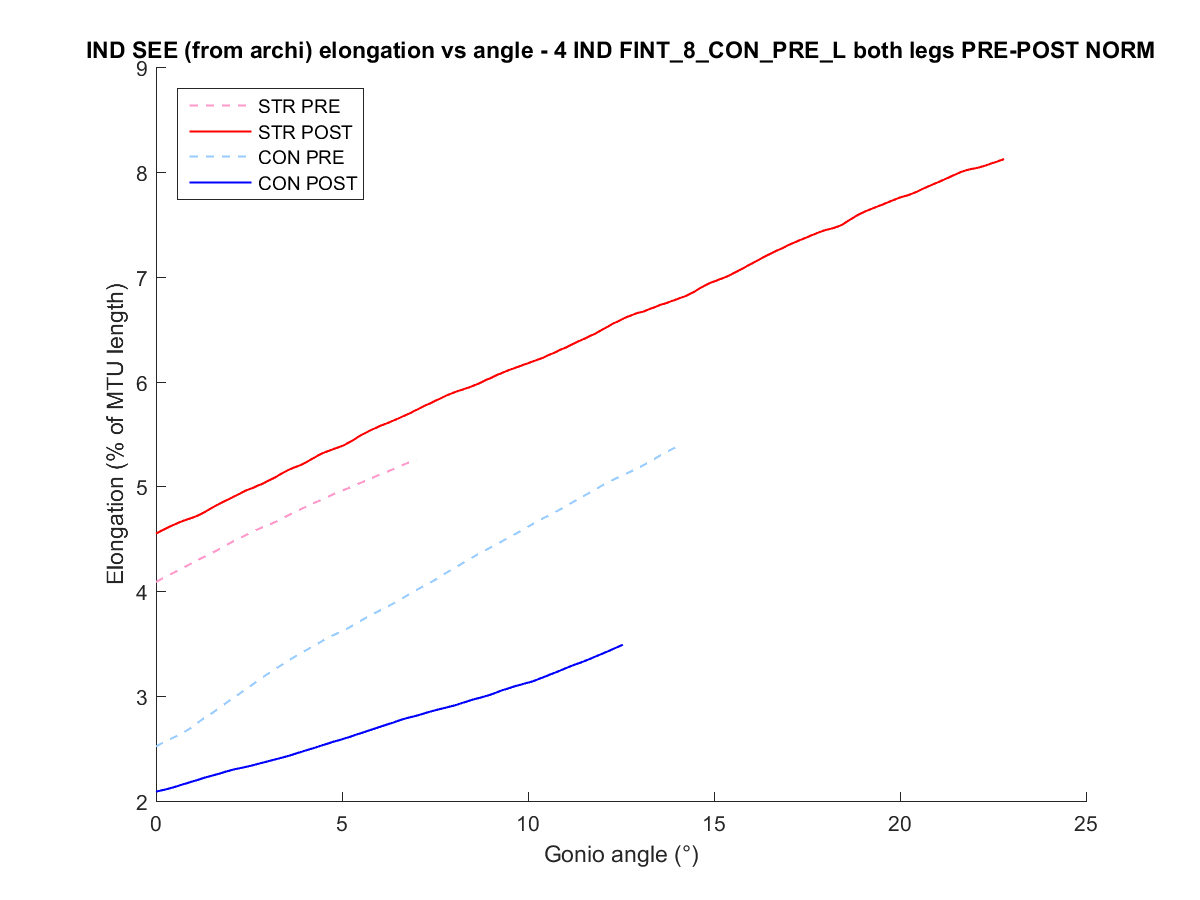 IND SEE (from archi) elongation vs angle - 4 IND FINT_8_CON_PRE_L both legs PRE-POST NORM
9
8
7
6
5
4
3
2
STR PRE
STR POST
CON PRE
CON POST
Elongation (% of MTU length)
0 5 10 15 20 25
Gonio angle (°)